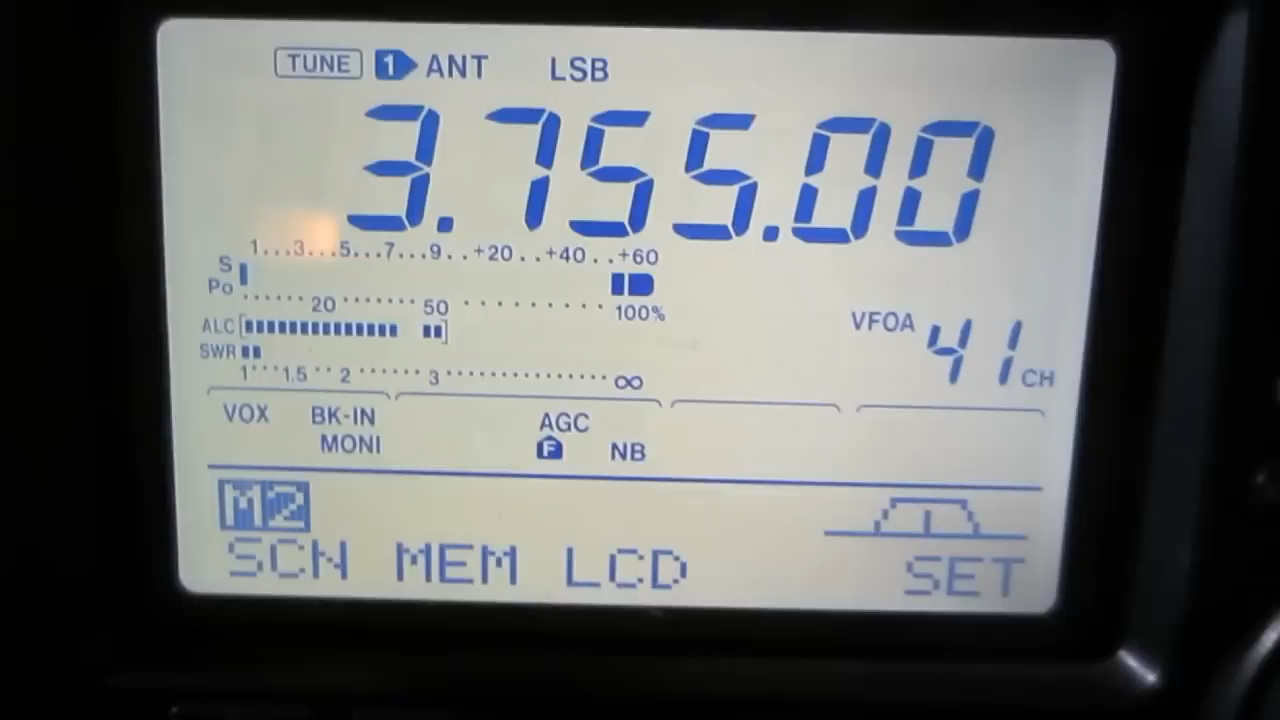 TUNE 1 ANT LSB
3.755.00
S 1...3...5...7...9..+20..+40..+60
Po ......20.......50..........100%
ALC
VFOA 41 CH
SWR
1···1.5··2······3···············∞
VOX BK-IN AGC
MONI F NB
M2
SCN MEM LCD SET